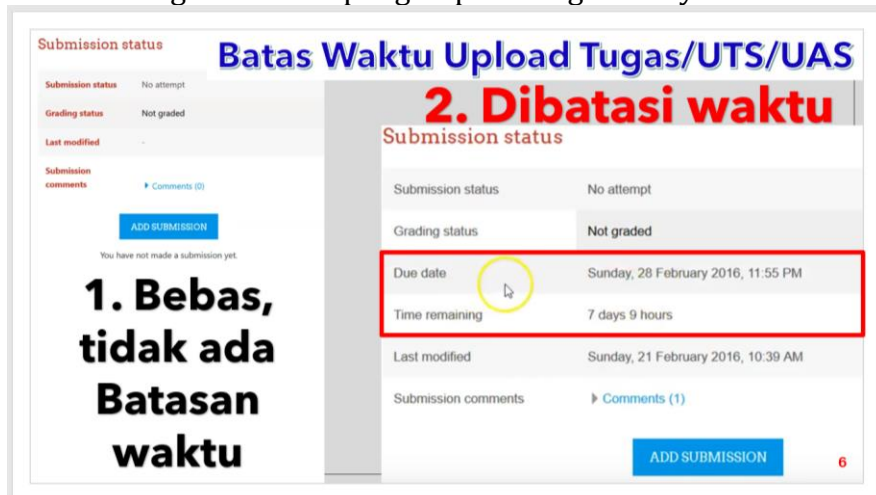 Batas Waktu Upload Tugas/UTS/UAS
Submission status
Submission status No attempt
Grading status Not graded
Last modified -
Submission
comments Comments (0)
ADD SUBMISSION
You have not made a submission yet.
1. Bebas,
tidak ada
Batasan
waktu
2. Dibatasi waktu
Submission status
Submission status No attempt
Grading status Not graded
Due date Sunday, 28 February 2016, 11:55 PM
Time remaining 7 days 9 hours
Last modified Sunday, 21 February 2016, 10:39 AM
Submission comments Comments (1)
ADD SUBMISSION
6